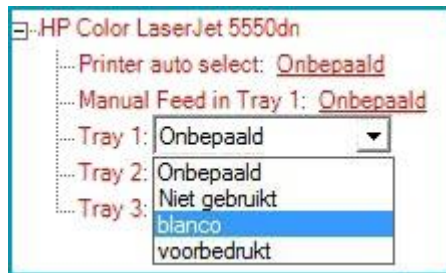 HP Color LaserJet 5550dn
Printer auto select: Onbepaald
Manual Feed in Tray 1: Onbepaald
Tray 1: Onbepaald
Tray 2: Onbepaald
Niet gebruikt
Tray 3: blanco
voorbedrukt